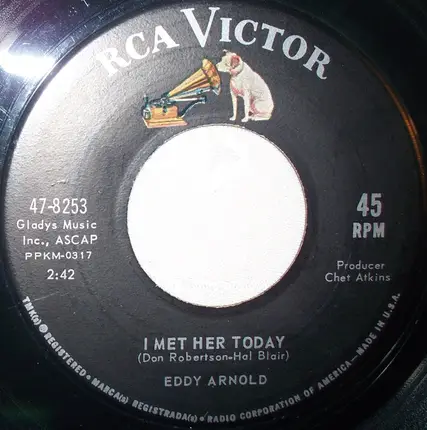 RCA VICTOR
47-8253
Gladys Music
Inc., ASCAP
PPKM-0317
2:42
45
RPM
Producer
Chet Atkins
I MET HER TODAY
(Don Robertson-Hal Blair)
EDDY ARNOLD
TMK(s) ® REGISTERED • MARCA(s) REGISTRADA(s) • RADIO CORPORATION OF AMERICA—MADE IN U.S.A.